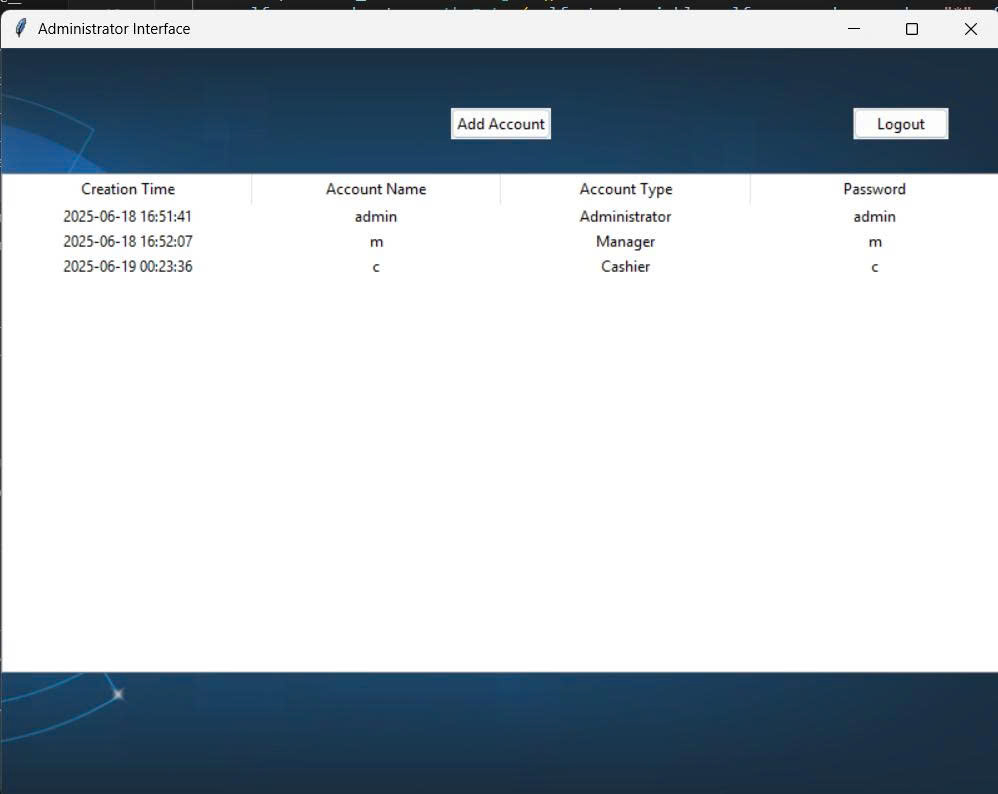 Administrator Interface
Add Account Logout
Creation Time Account Name Account Type Password
2025-06-18 16:51:41 admin Administrator admin
2025-06-18 16:52:07 m Manager m
2025-06-19 00:23:36 c Cashier c